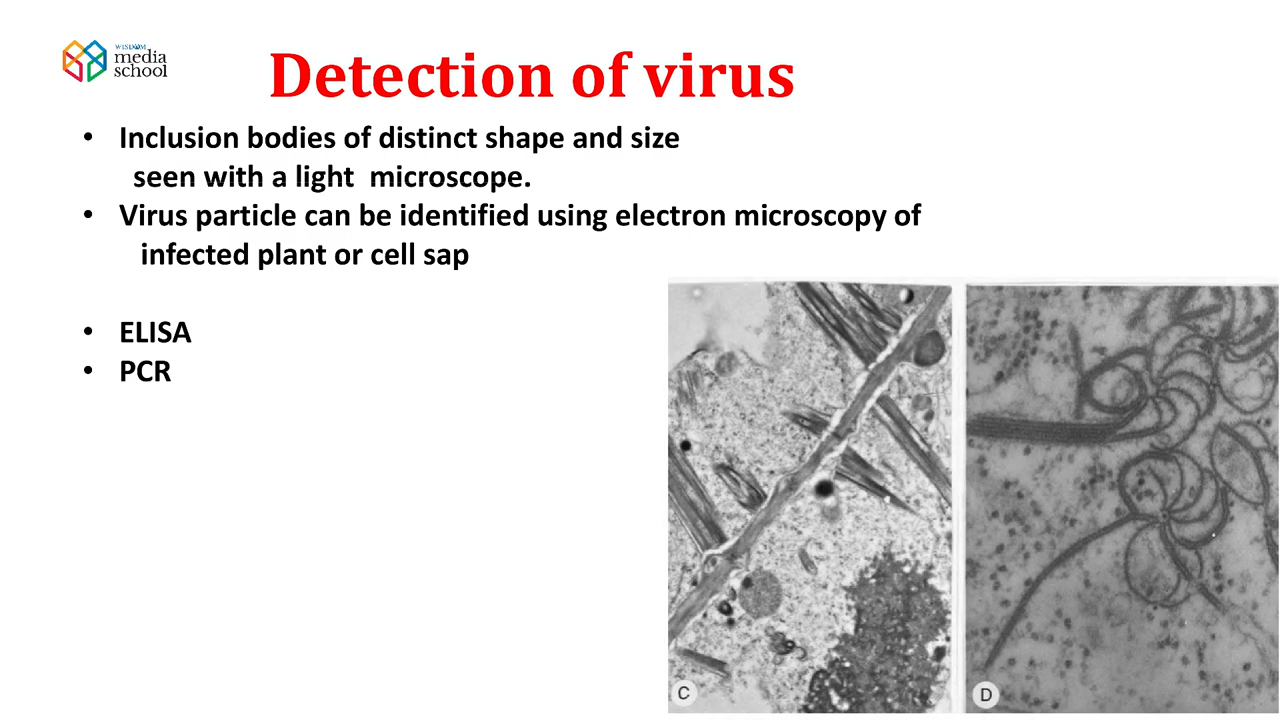 WISDOM
media
school
Detection of virus
• Inclusion bodies of distinct shape and size
seen with a light microscope.
• Virus particle can be identified using electron microscopy of
infected plant or cell sap
• ELISA
• PCR
C
D